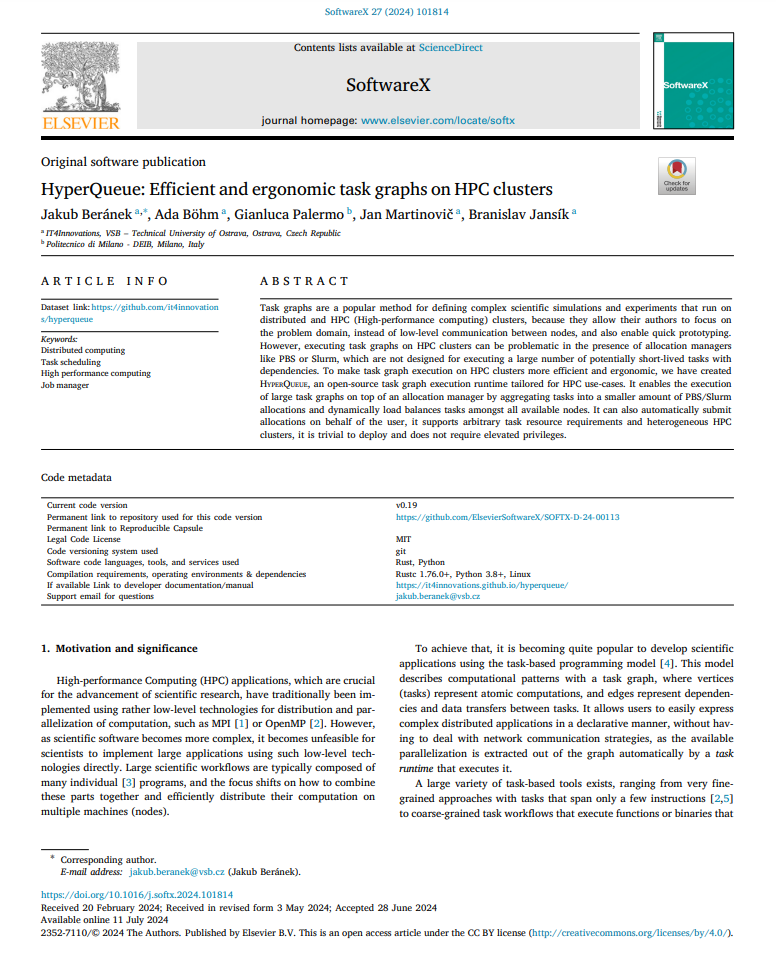 SoftwareX 27 (2024) 101814
Contents lists available at ScienceDirect
SoftwareX
journal homepage: www.elsevier.com/locate/softx
ELSEVIER
SoftwareX
Original software publication
Check for
updates
HyperQueue: Efficient and ergonomic task graphs on HPC clusters
Jakub Beránek a,*, Ada Böhm a, Gianluca Palermo b, Jan Martinovič a, Branislav Jansík a
a IT4Innovations, VSB – Technical University of Ostrava, Ostrava, Czech Republic
b Politecnico di Milano - DEIB, Milano, Italy
ARTICLE INFO
Dataset link: https://github.com/it4innovation
s/hyperqueue
Keywords:
Distributed computing
Task scheduling
High performance computing
Job manager
ABSTRACT
Task graphs are a popular method for defining complex scientific simulations and experiments that run on
distributed and HPC (High-performance computing) clusters, because they allow their authors to focus on
the problem domain, instead of low-level communication between nodes, and also enable quick prototyping.
However, executing task graphs on HPC clusters can be problematic in the presence of allocation managers
like PBS or Slurm, which are not designed for executing a large number of potentially short-lived tasks with
dependencies. To make task graph execution on HPC clusters more efficient and ergonomic, we have created
HyperQueue, an open-source task graph execution runtime tailored for HPC use-cases. It enables the execution
of large task graphs on top of an allocation manager by aggregating tasks into a smaller amount of PBS/Slurm
allocations and dynamically load balances tasks amongst all available nodes. It can also automatically submit
allocations on behalf of the user, it supports arbitrary task resource requirements and heterogeneous HPC
clusters, it is trivial to deploy and does not require elevated privileges.
Code metadata
Current code version v0.19
Permanent link to repository used for this code version https://github.com/ElsevierSoftwareX/SOFTX-D-24-00113
Permanent link to Reproducible Capsule
Legal Code License MIT
Code versioning system used git
Software code languages, tools, and services used Rust, Python
Compilation requirements, operating environments & dependencies Rustc 1.76.0+, Python 3.8+, Linux
If available Link to developer documentation/manual https://it4innovations.github.io/hyperqueue/
Support email for questions jakub.beranek@vsb.cz
1. Motivation and significance
High-performance Computing (HPC) applications, which are crucial
for the advancement of scientific research, have traditionally been im-
plemented using rather low-level technologies for distribution and par-
allelization of computation, such as MPI [1] or OpenMP [2]. However,
as scientific software becomes more complex, it becomes unfeasible for
scientists to implement large applications using such low-level tech-
nologies directly. Large scientific workflows are typically composed of
many individual [3] programs, and the focus shifts on how to combine
these parts together and efficiently distribute their computation on
multiple machines (nodes).
To achieve that, it is becoming quite popular to develop scientific
applications using the task-based programming model [4]. This model
describes computational patterns with a task graph, where vertices
(tasks) represent atomic computations, and edges represent dependen-
cies and data transfers between tasks. It allows users to easily express
complex distributed applications in a declarative manner, without hav-
ing to deal with network communication strategies, as the available
parallelization is extracted out of the graph automatically by a task
runtime that executes it.
A large variety of task-based tools exists, ranging from very fine-
grained approaches with tasks that span only a few instructions [2,5]
to coarse-grained task workflows that execute functions or binaries that
* Corresponding author.
E-mail address: jakub.beranek@vsb.cz (Jakub Beránek).
https://doi.org/10.1016/j.softx.2024.101814
Received 20 February 2024; Received in revised form 3 May 2024; Accepted 28 June 2024
Available online 11 July 2024
2352-7110/© 2024 The Authors. Published by Elsevier B.V. This is an open access article under the CC BY license (http://creativecommons.org/licenses/by/4.0/).